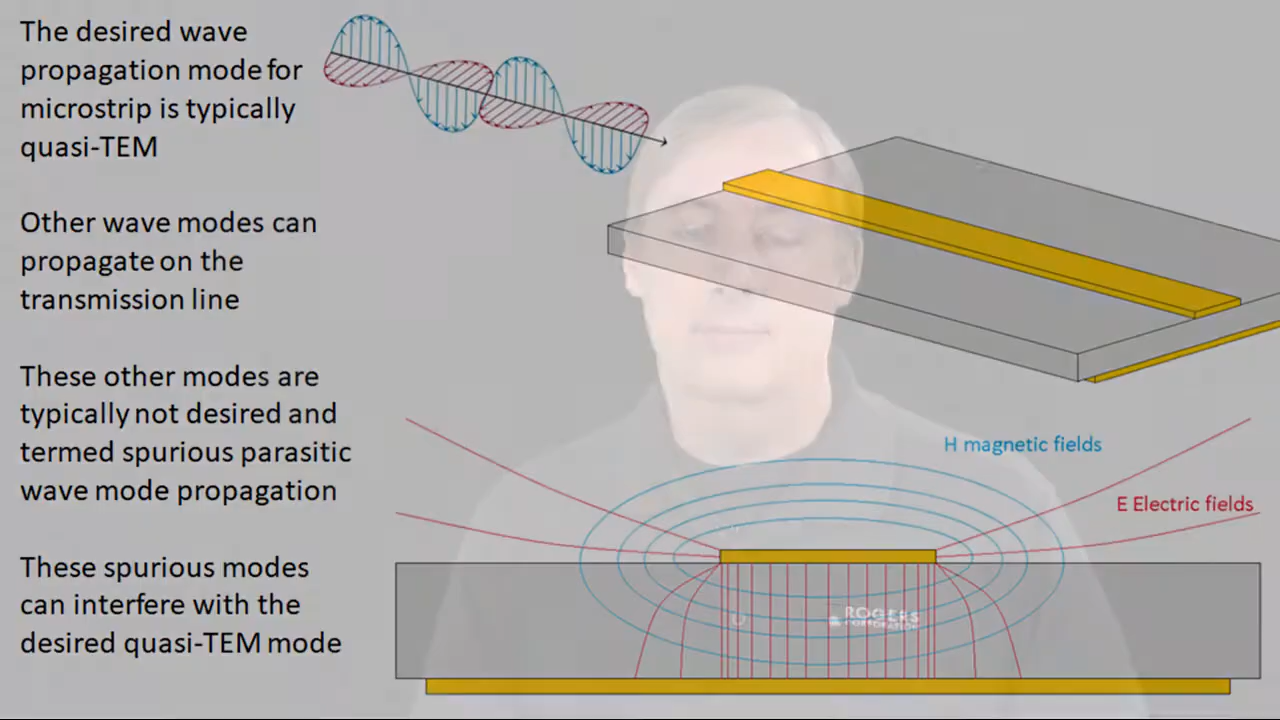 The desired wave
propagation mode for
microstrip is typically
quasi-TEM
Other wave modes can
propagate on the
transmission line
These other modes are
typically not desired and
termed spurious parasitic
wave mode propagation
These spurious modes
can interfere with the
desired quasi-TEM mode
H magnetic fields
E Electric fields
ROGERS
CORPORATION